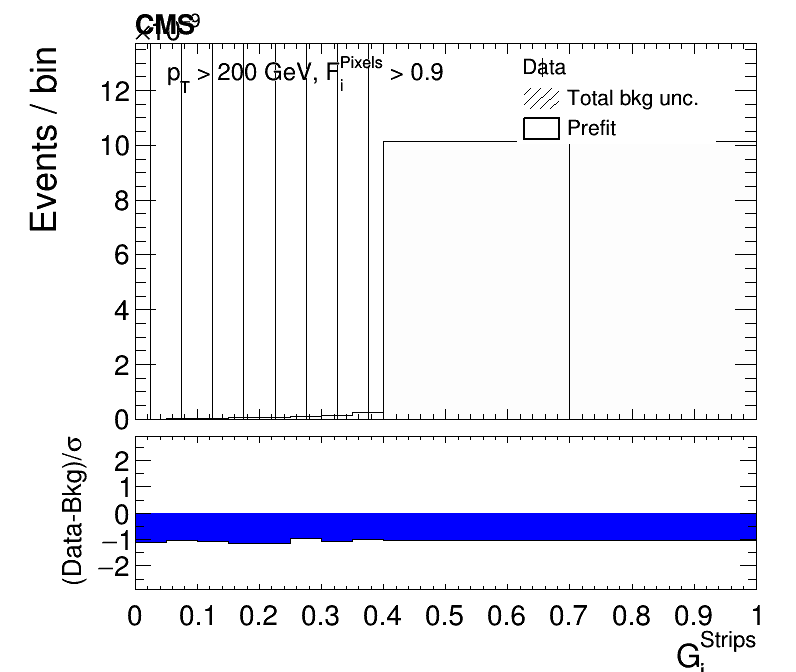 CMS
×10⁻⁹
p_T > 200 GeV, F_i^Pixels > 0.9
Data
Total bkg unc.
Prefit
Events / bin
12
10
8
6
4
2
0
(Data-Bkg)/σ
2
1
0
−1
−2
0 0.1 0.2 0.3 0.4 0.5 0.6 0.7 0.8 0.9 1
G_i^Strips